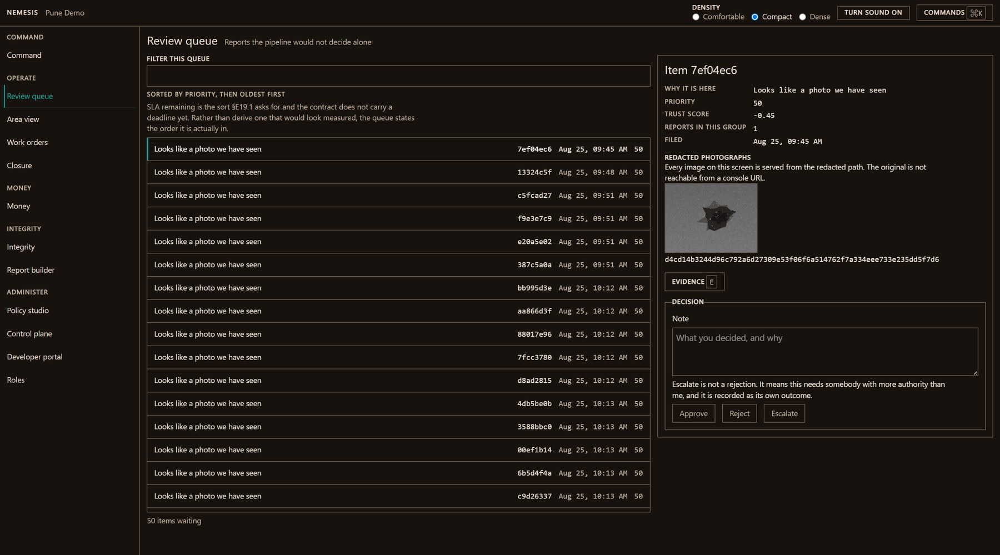 NEMESIS Pune Demo
DENSITY
Comfortable Compact Dense
TURN SOUND ON
COMMANDS ⌘K
COMMAND
Command
OPERATE
Review queue
Area view
Work orders
Closure
MONEY
Money
INTEGRITY
Integrity
Report builder
ADMINISTER
Policy studio
Control plane
Developer portal
Roles
Review queue Reports the pipeline would not decide alone
FILTER THIS QUEUE
SORTED BY PRIORITY, THEN OLDEST FIRST
SLA remaining is the sort §E19.1 asks for and the contract does not carry a
deadline yet. Rather than derive one that would look measured, the queue states
the order it is actually in.
Looks like a photo we have seen 7ef04ec6 Aug 25, 09:45 AM 50
Looks like a photo we have seen 13324c5f Aug 25, 09:48 AM 50
Looks like a photo we have seen c5fcad27 Aug 25, 09:51 AM 50
Looks like a photo we have seen f9e3e7c9 Aug 25, 09:51 AM 50
Looks like a photo we have seen e20a5e02 Aug 25, 09:51 AM 50
Looks like a photo we have seen 387c5a0a Aug 25, 09:51 AM 50
Looks like a photo we have seen bb995d3e Aug 25, 10:12 AM 50
Looks like a photo we have seen aa866d3f Aug 25, 10:12 AM 50
Looks like a photo we have seen 88017e96 Aug 25, 10:12 AM 50
Looks like a photo we have seen 7fcc3780 Aug 25, 10:12 AM 50
Looks like a photo we have seen d8ad2815 Aug 25, 10:12 AM 50
Looks like a photo we have seen 4db5be0b Aug 25, 10:13 AM 50
Looks like a photo we have seen 3588bbc0 Aug 25, 10:13 AM 50
Looks like a photo we have seen 00ef1b14 Aug 25, 10:13 AM 50
Looks like a photo we have seen 6b5d4f4a Aug 25, 10:13 AM 50
Looks like a photo we have seen c9d26337 Aug 25, 10:13 AM 50
50 items waiting
Item 7ef04ec6
WHY IT IS HERE Looks like a photo we have seen
PRIORITY 50
TRUST SCORE -0.45
REPORTS IN THIS GROUP 1
FILED Aug 25, 09:45 AM
REDACTED PHOTOGRAPHS
Every image on this screen is served from the redacted path. The original is not
reachable from a console URL.
d4cd14b3244d96c792a6d27309e53f06f6a514762f7a334eee733e235dd5f7d6
EVIDENCE E
DECISION
Note
What you decided, and why
Escalate is not a rejection. It means this needs somebody with more authority than
me, and it is recorded as its own outcome.
Approve Reject Escalate